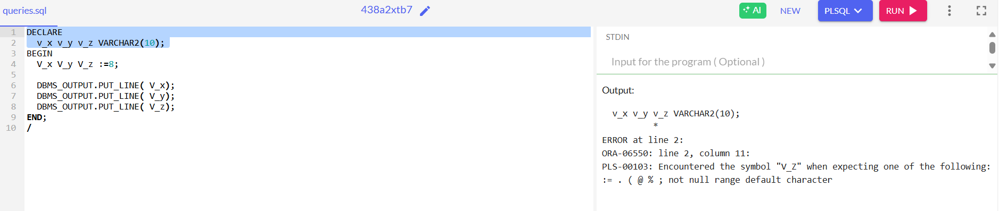 queries.sql
438a2xtb7
AI
NEW
PLSQL
RUN
1 DECLARE
2 v_x v_y v_z VARCHAR2(10);
3 BEGIN
4 V_x V_y V_z :=8;
5
6 DBMS_OUTPUT.PUT_LINE( V_x);
7 DBMS_OUTPUT.PUT_LINE( V_y);
8 DBMS_OUTPUT.PUT_LINE( V_z);
9 END;
10 /
STDIN
Input for the program ( Optional )
Output:
v_x v_y v_z VARCHAR2(10);
*
ERROR at line 2:
ORA-06550: line 2, column 11:
PLS-00103: Encountered the symbol "V_Z" when expecting one of the following:
:= . ( @ % ; not null range default character